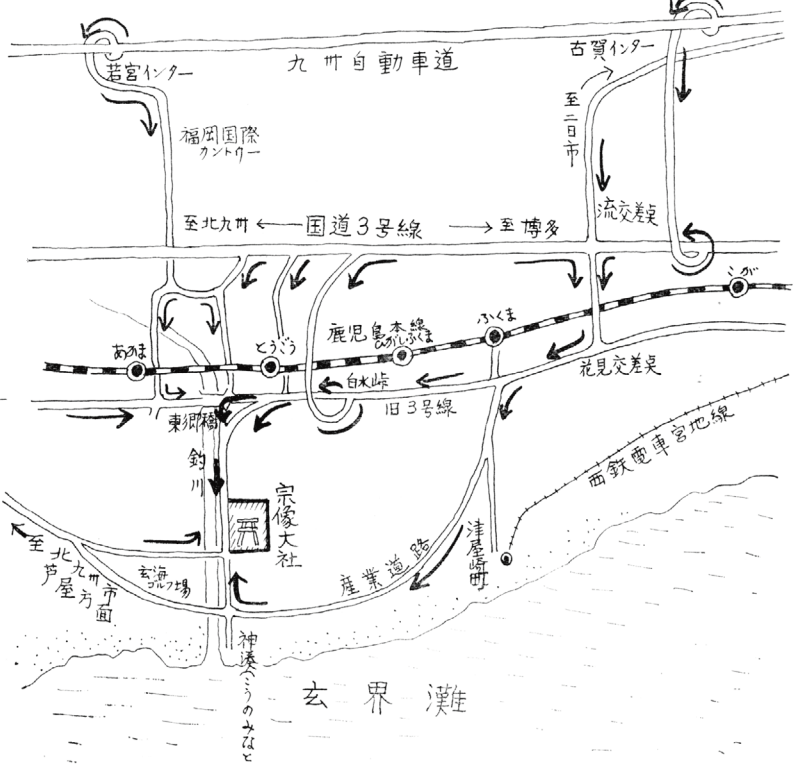 九州自動車道
若宮インター
古賀インター
福岡国際
カントリー
至二日市
流交差点
至北九州
国道3号線
至博多
こが
ふくま
鹿児島本線
ひがしふくま
とうごう
あかま
白水峠
花見交差点
旧3号線
東郷橋
釣川
西鉄電車宮地線
宗像大社
津屋崎町
産業道路
玄海
ゴルフ場
至北九州市
芦屋方面
神湊(こうのみなと
玄界灘